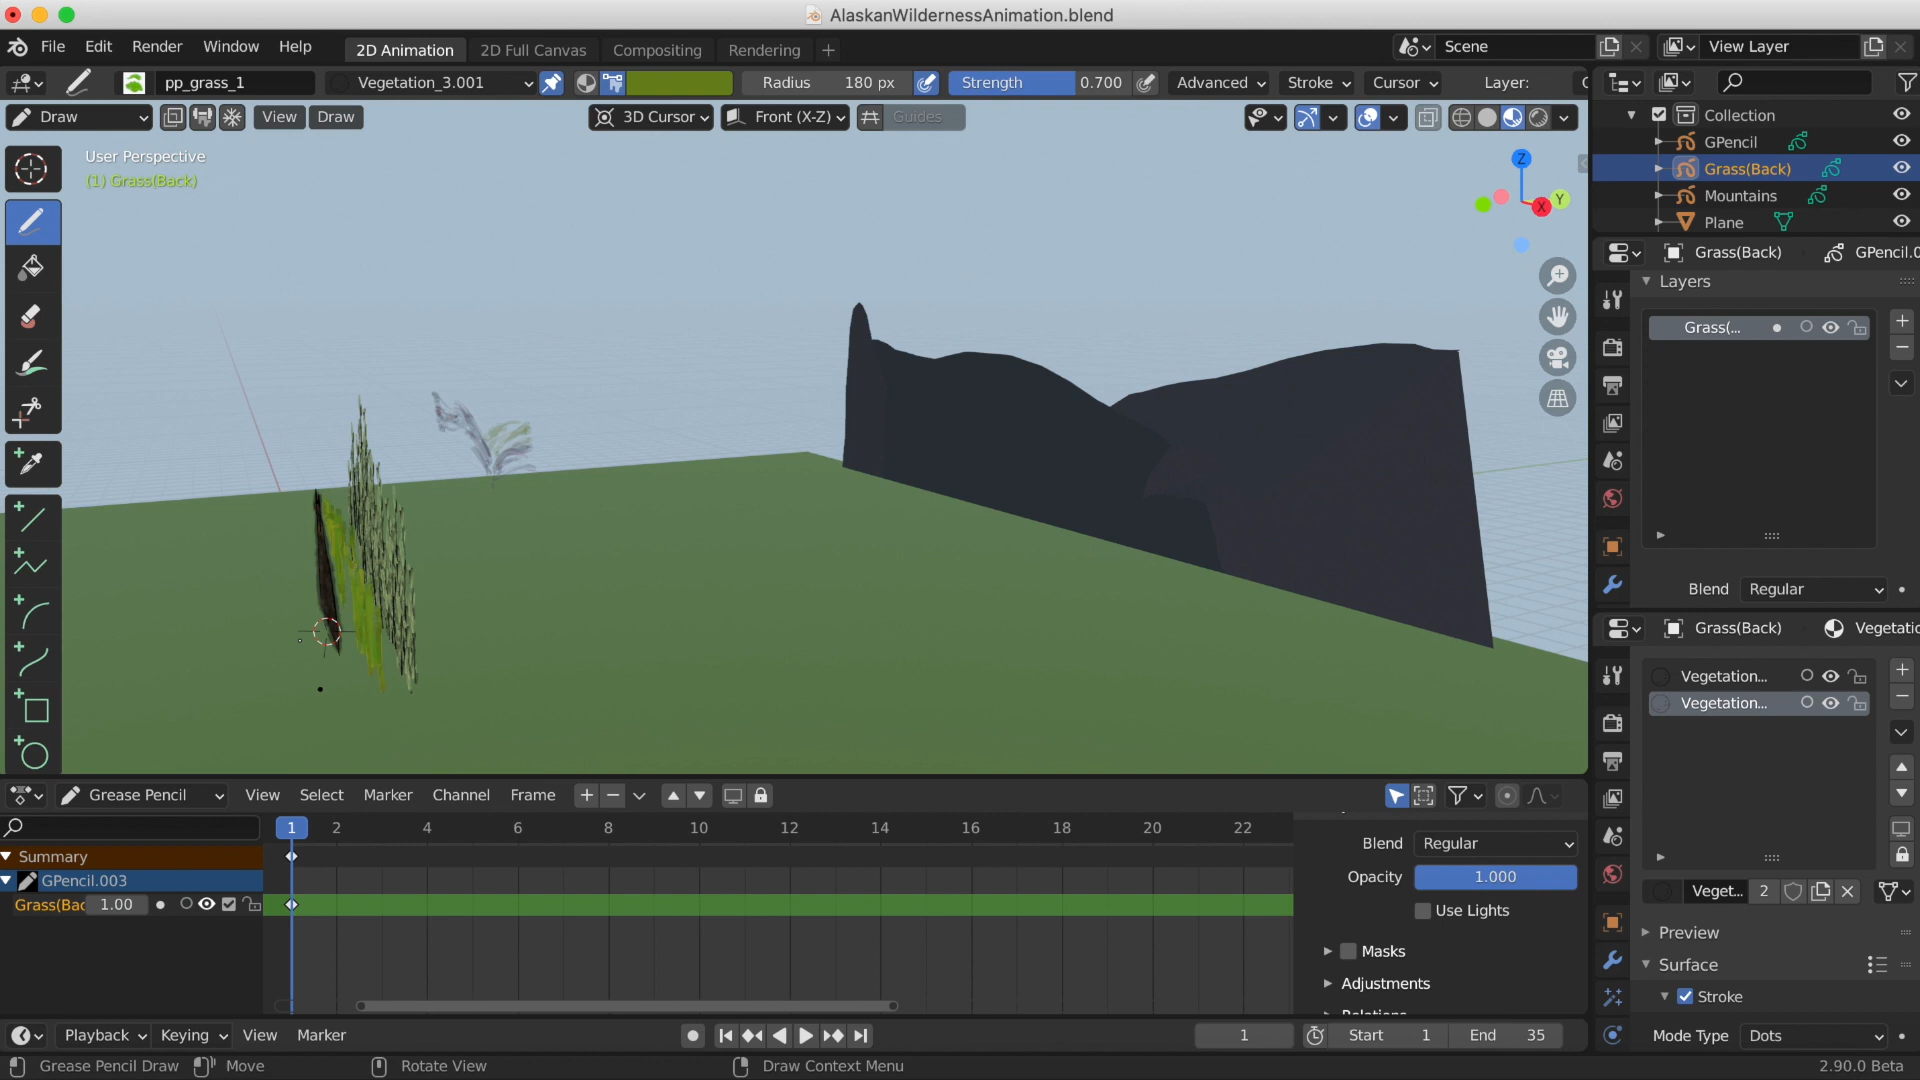 AlaskanWildernessAnimation.blend
File Edit Render Window Help 2D Animation 2D Full Canvas Compositing Rendering Scene View Layer
pp_grass_1 Vegetation_3.001 Radius 180 px Strength 0.700 Advanced Stroke Cursor Layer:
Draw View Draw 3D Cursor Front (X-Z) Guides
Collection
GPencil
Grass(Back)
Mountains
Plane
User Perspective
(1) Grass(Back)
Z
X
Y
Grass(Back) GPencil.0
Layers
Grass(...
Blend Regular
Grass(Back) Vegetatio
Vegetation...
Vegetation...
Veget... 2
Preview
Surface
Stroke
Mode Type Dots
Grease Pencil View Select Marker Channel Frame
1 2 4 6 8 10 12 14 16 18 20 22
Summary
GPencil.003
Grass(Bac 1.00
Blend Regular
Opacity 1.000
Use Lights
Masks
Adjustments
Playback Keying View Marker 1 Start 1 End 35
Grease Pencil Draw Move Rotate View Draw Context Menu 2.90.0 Beta